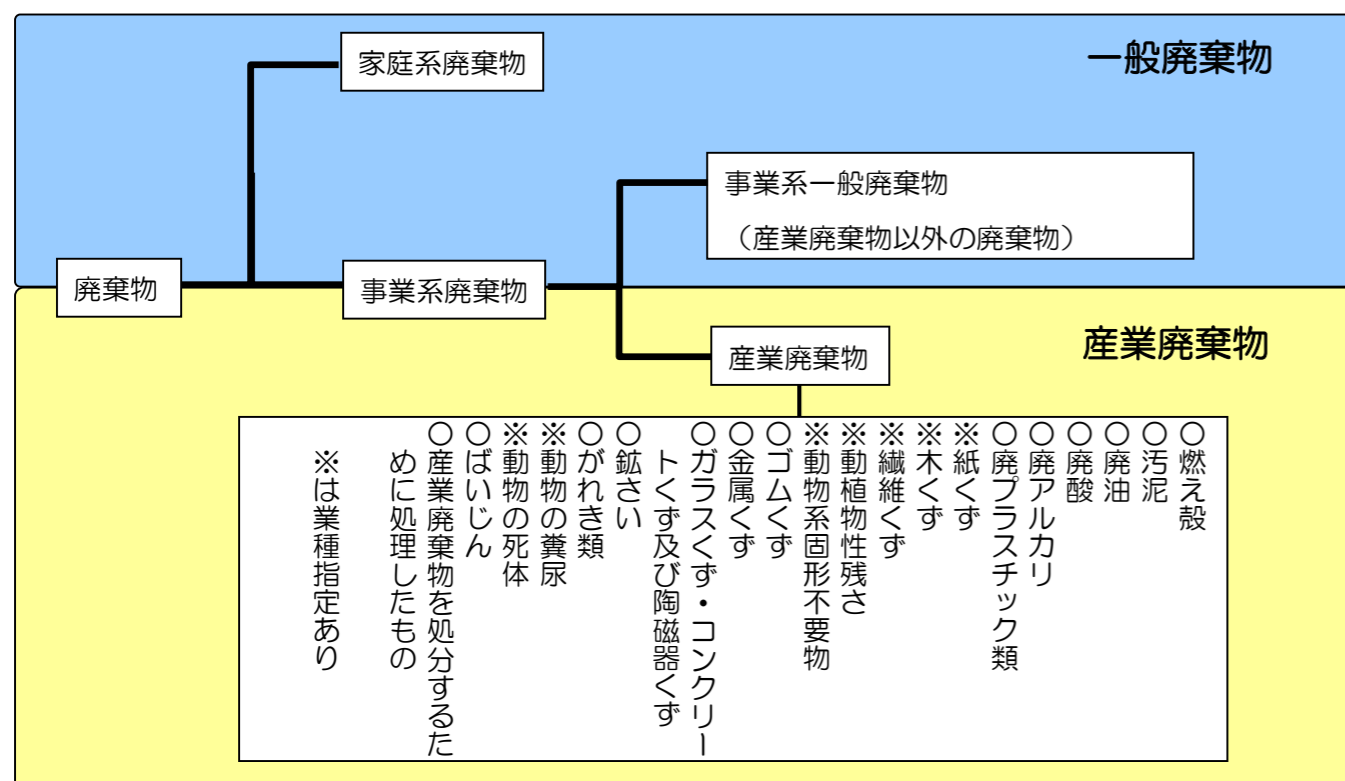 一般廃棄物
家庭系廃棄物
事業系一般廃棄物
（産業廃棄物以外の廃棄物）
廃棄物
事業系廃棄物
産業廃棄物
産業廃棄物
○燃え殻
○汚泥
○廃油
○廃酸
○廃アルカリ
○廃プラスチック類
※紙くず
※木くず
※繊維くず
※動植物性残さ
※動物系固形不要物
○ゴムくず
○金属くず
○ガラスくず・コンクリー
トくず及び陶磁器くず
○鉱さい
○がれき類
※動物の糞尿
※動物の死体
○ばいじん
○産業廃棄物を処分するた
めに処理したもの
※は業種指定あり